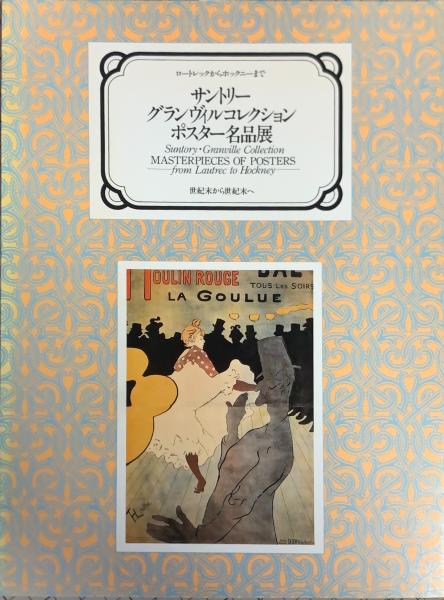 ロートレックからホックニーまで
サントリー
グランヴィルコレクション
ポスター名品展
Suntory・Granville Collection
MASTERPIECES OF POSTERS
from Lautrec to Hockney
世紀末から世紀末へ
MOULIN ROUGE BAL
TOUS LES SOIRS
LA GOULUE